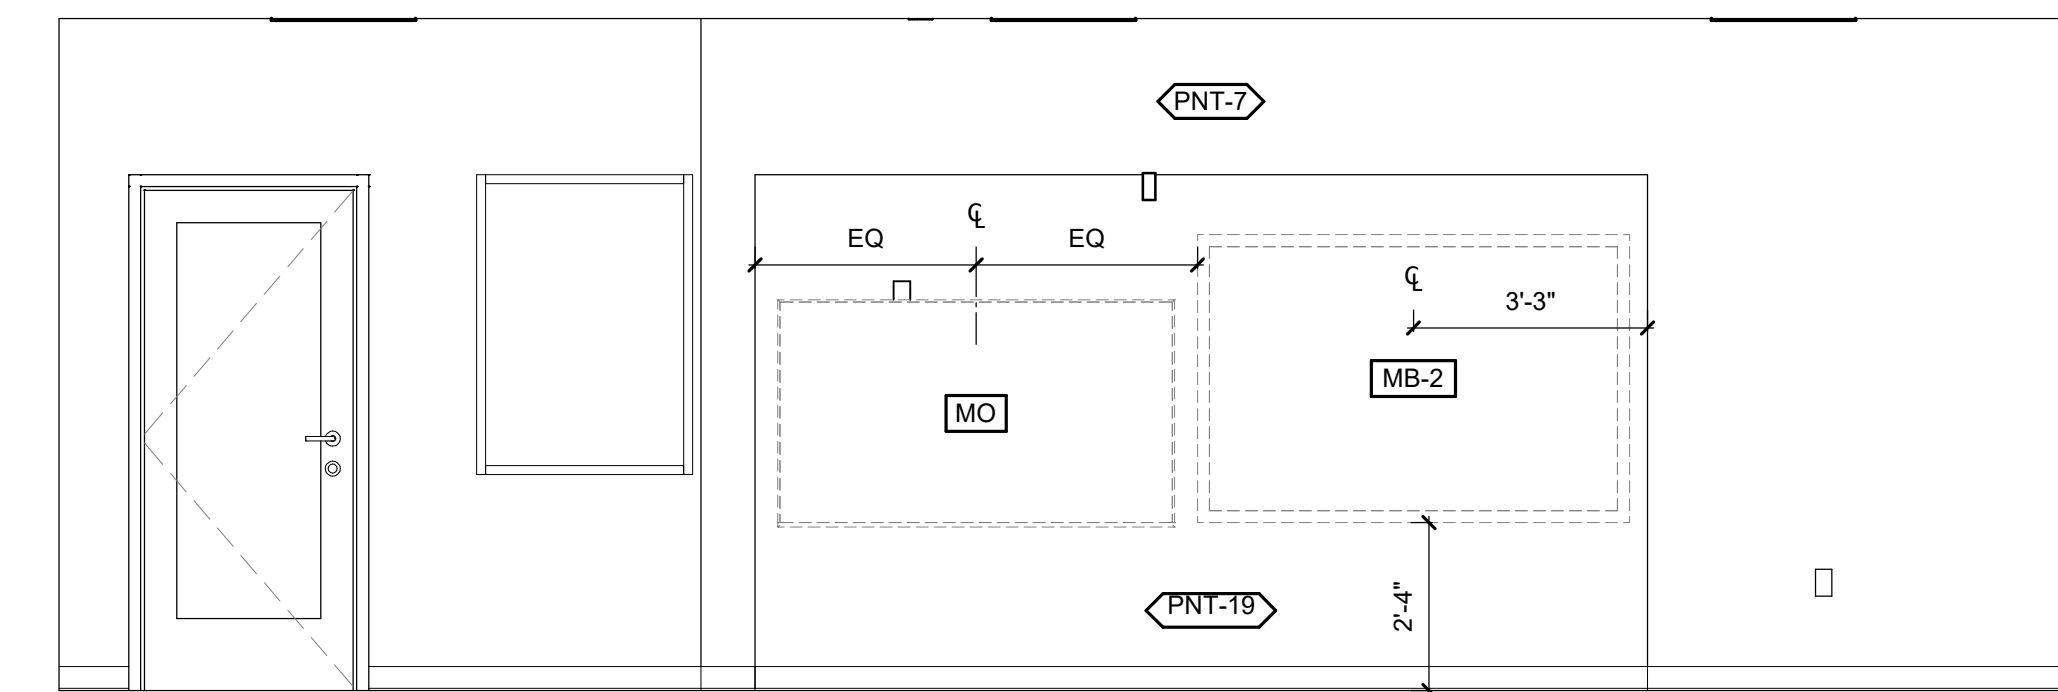 PNT-7
℄
EQ
EQ
℄
3'-3"
MB-2
MO
PNT-19
2'-4"